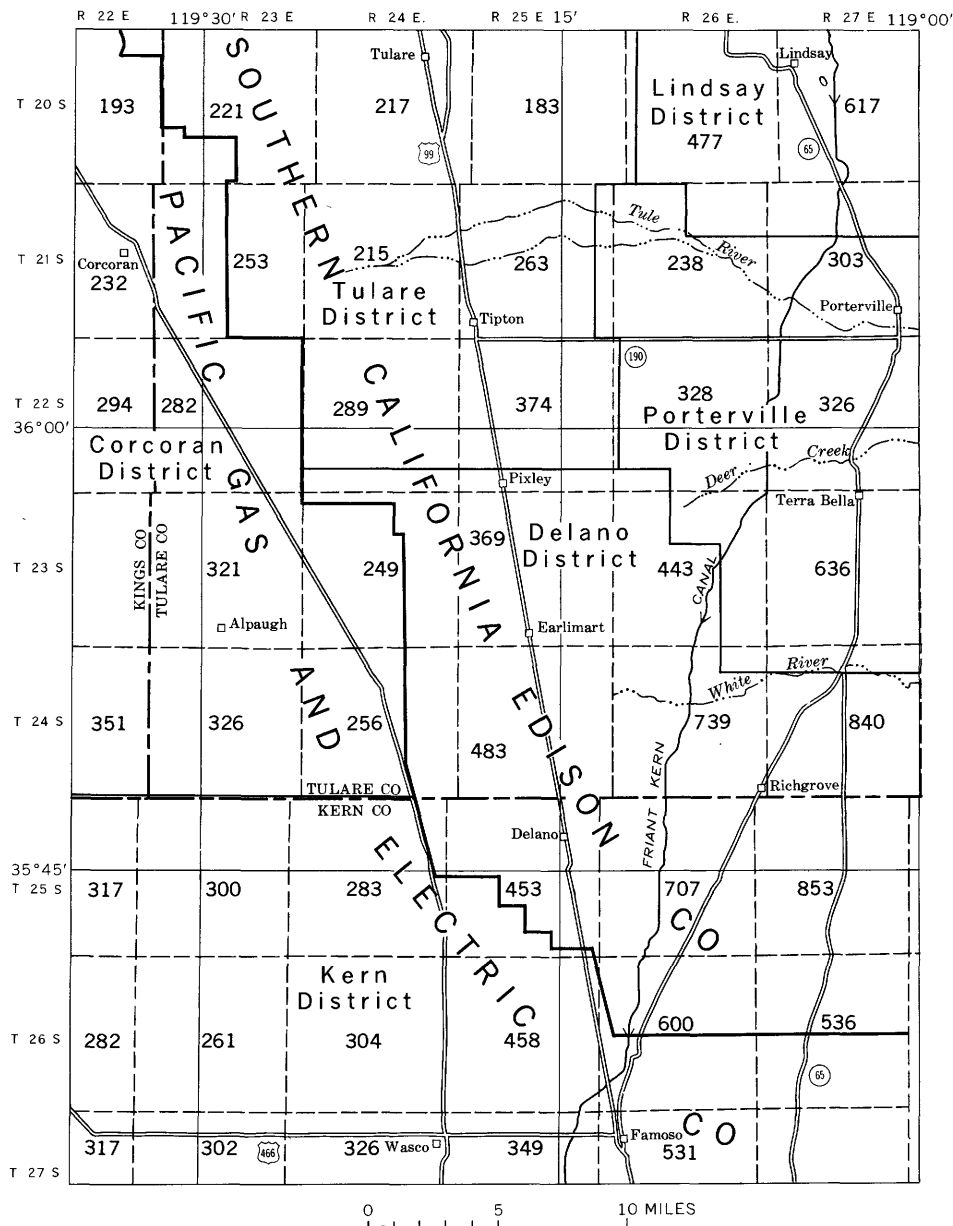 R 22 E 119°30' R 23 E R 24 E. R 25 E 15' R 26 E. R 27 E 119°00'
Tulare
Lindsay
Lindsay
District
T 20 S 193 221 217 183 477 617
99
65
SOUTHERN CALIFORNIA EDISON CO
PACIFIC GAS AND ELECTRIC CO
Tule
River
T 21 S 253 215 263 238 303
Corcoran
232
Tulare
District
Tipton
Porterville
190
T 22 S 294 282 289 374 328 326
36°00'
Corcoran
District
Porterville
District
Deer Creek
Pixley
Terra Bella
369
Delano
District
T 23 S 321 249 443 636
KINGS CO
TULARE CO
FRIANT KERN CANAL
Alpaugh
Earlimart
White River
T 24 S 351 326 256 483 739 840
TULARE CO
KERN CO
Richgrove
Delano
35°45'
T 25 S 317 300 283 453 707 853
Kern
District
T 26 S 282 261 304 458 600 536
65
317 302 466 326 Wasco 349 Famoso
531
T 27 S
0 5 10 MILES